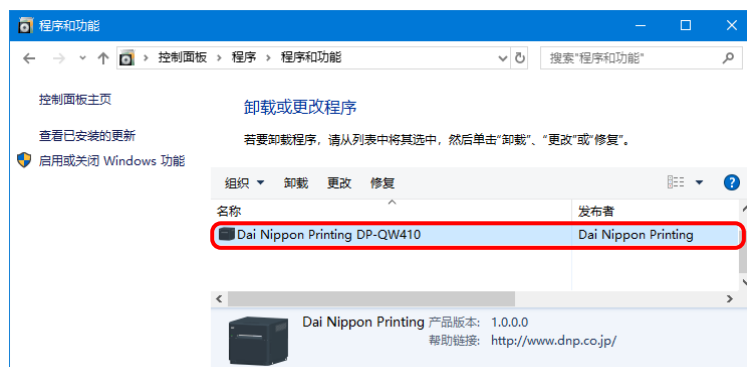 程序和功能
控制面板 › 程序 › 程序和功能
搜索"程序和功能"
控制面板主页
查看已安装的更新
启用或关闭 Windows 功能
卸载或更改程序
若要卸载程序，请从列表中将其选中，然后单击“卸载”、“更改”或“修复”。
组织 卸载 更改 修复
名称 发布者
Dai Nippon Printing DP-QW410 Dai Nippon Printing
Dai Nippon Printing 产品版本: 1.0.0.0
帮助链接: http://www.dnp.co.jp/